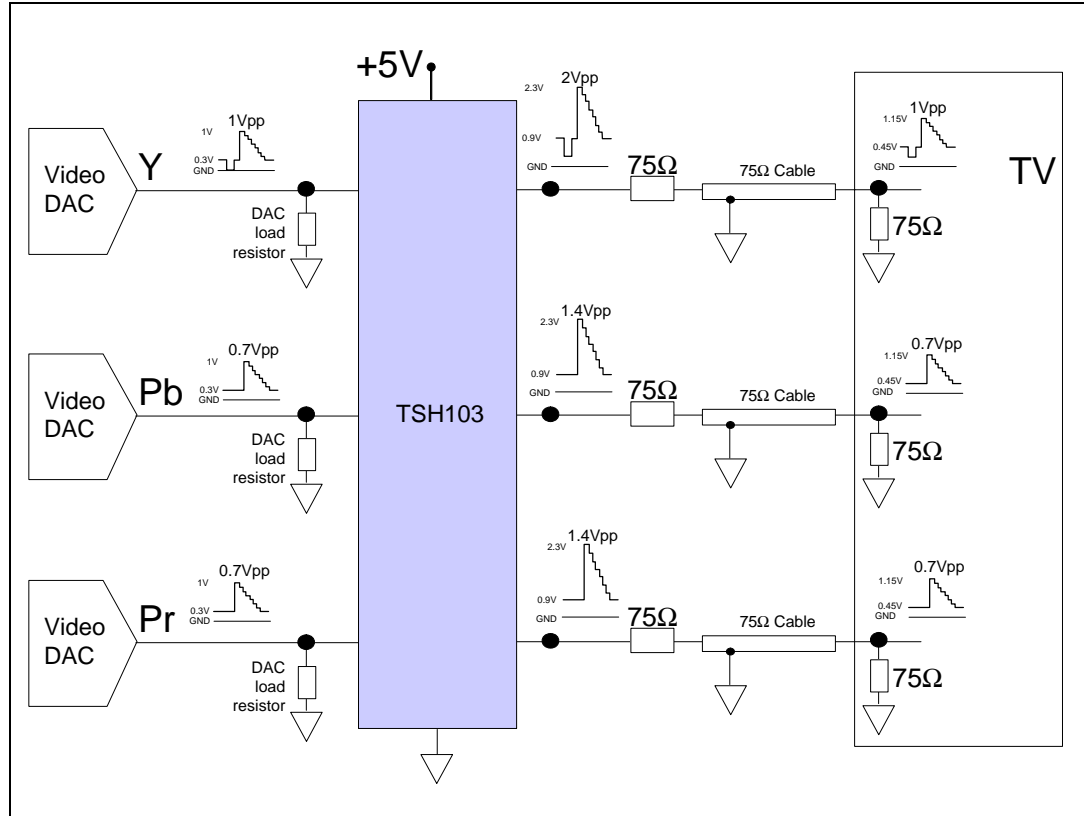 +5V
2Vpp
2.3V
0.9V
GND
1Vpp
1V
0.3V
GND
1Vpp
1.15V
0.45V
GND
Video
DAC
Y
75Ω
75Ω Cable
TV
DAC
load
resistor
75Ω
1.4Vpp
2.3V
0.9V
GND
0.7Vpp
1V
0.3V
GND
0.7Vpp
1.15V
0.45V
GND
Video
DAC
Pb
TSH103
75Ω
75Ω Cable
DAC
load
resistor
75Ω
1.4Vpp
2.3V
0.9V
GND
0.7Vpp
1V
0.3V
GND
0.7Vpp
1.15V
0.45V
GND
Video
DAC
Pr
75Ω
75Ω Cable
DAC
load
resistor
75Ω